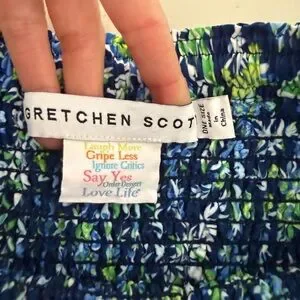 GRETCHEN SCOT
ONE SIZE
Made
In
China
Laugh More
Gripe Less
Ignore Critics
Say Yes
Order Dessert
Love Life